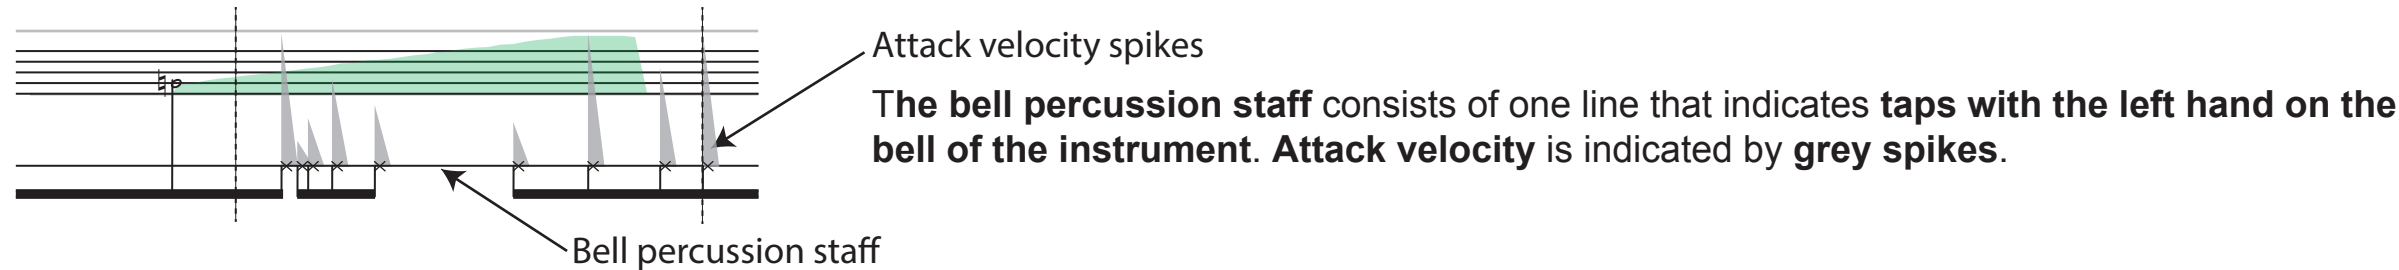 Attack velocity spikes
The bell percussion staff consists of one line that indicates taps with the left hand on the
bell of the instrument. Attack velocity is indicated by grey spikes.
Bell percussion staff